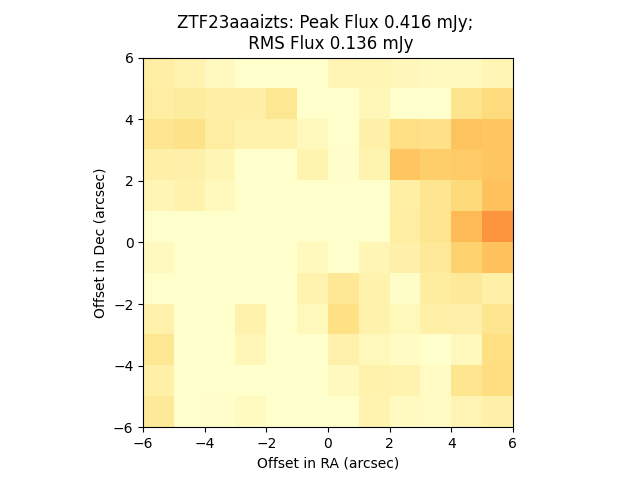 ZTF23aaaizts: Peak Flux 0.416 mJy;
RMS Flux 0.136 mJy
6
4
2
0
−2
−4
−6
Offset in Dec (arcsec)
−6 −4 −2 0 2 4 6
Offset in RA (arcsec)